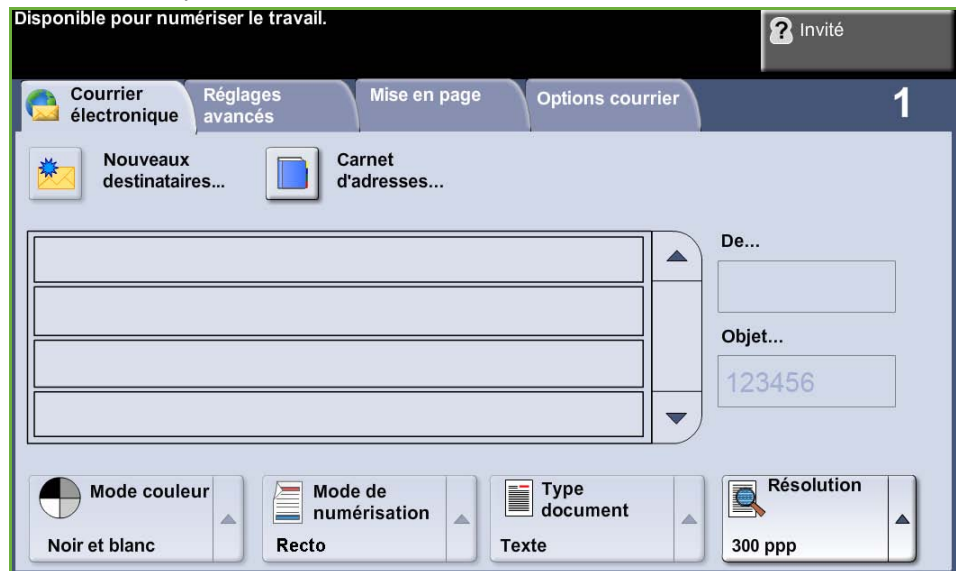 Disponible pour numériser le travail.
? Invité
Courrier électronique
Réglages avancés
Mise en page
Options courrier
1
Nouveaux destinataires...
Carnet d'adresses...
De...
Objet...
123456
Mode couleur
Noir et blanc
Mode de numérisation
Recto
Type document
Texte
Résolution
300 ppp